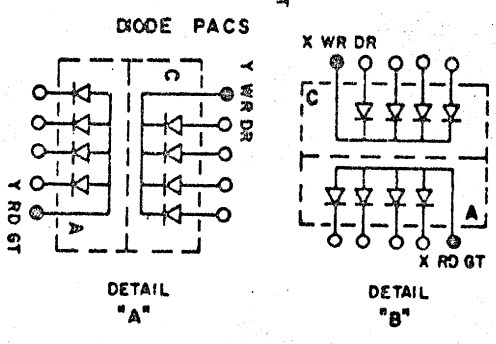 DIODE PACS
X WR DR
C
Y WR DR
C
Y RD GT
A
A
X RD GT
DETAIL
"A"
DETAIL
"B"